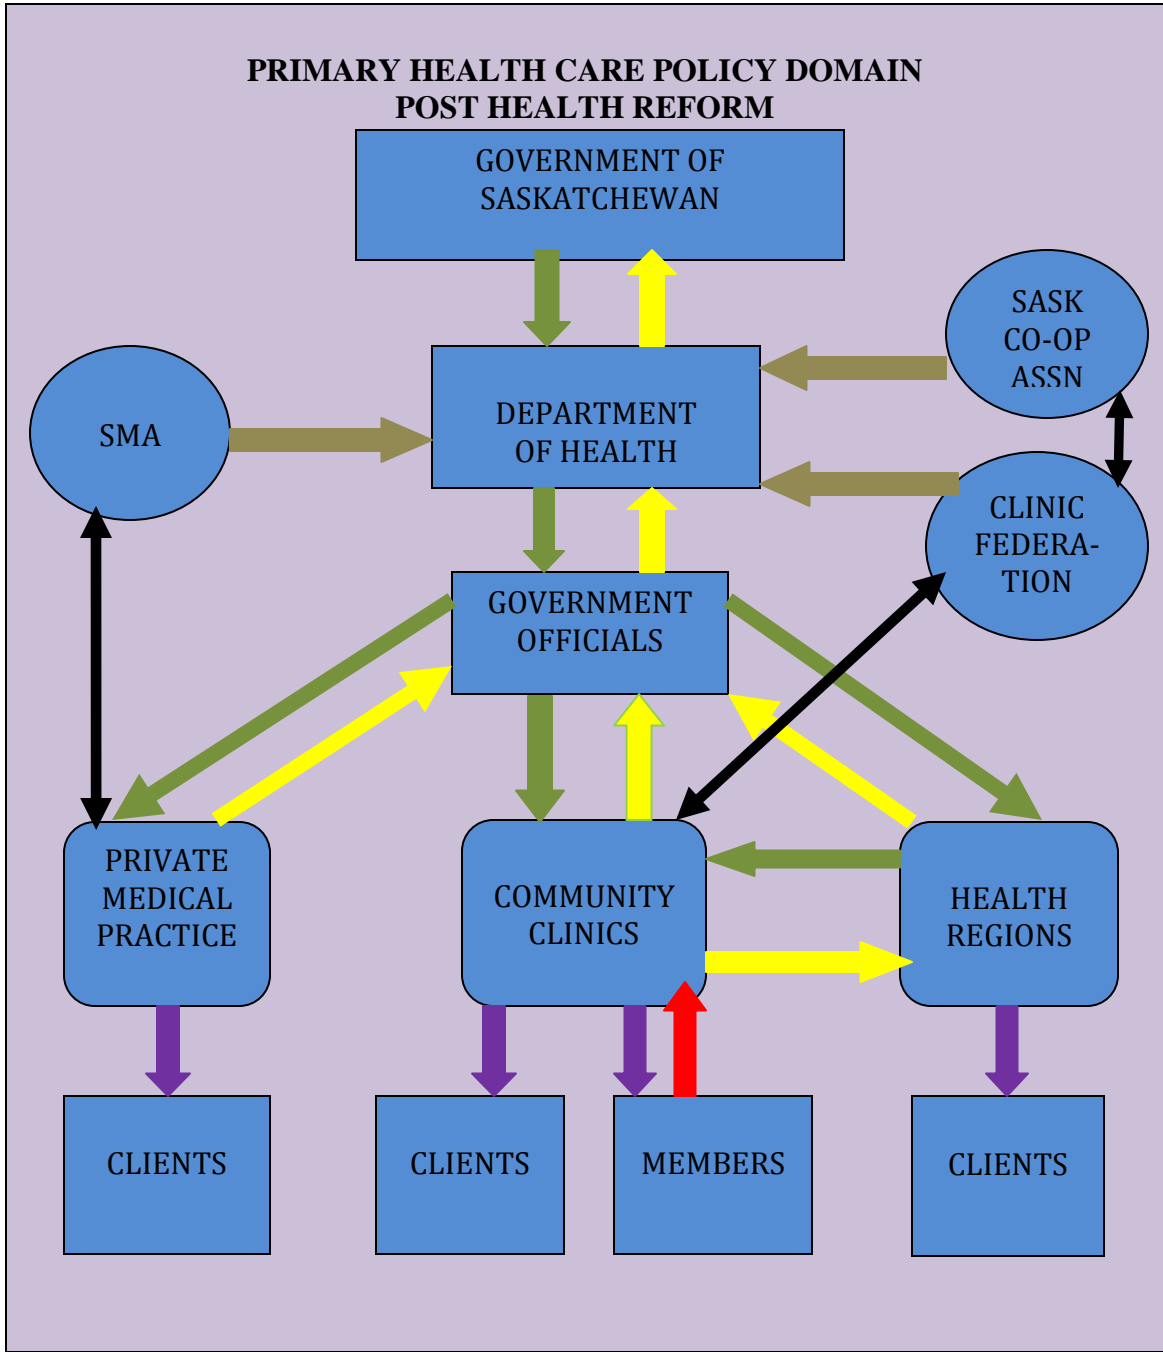 PRIMARY HEALTH CARE POLICY DOMAIN
POST HEALTH REFORM
GOVERNMENT OF
SASKATCHEWAN
SASK
CO-OP
ASSN
SMA
DEPARTMENT
OF HEALTH
CLINIC
FEDERA-
TION
GOVERNMENT
OFFICIALS
PRIVATE
MEDICAL
PRACTICE
COMMUNITY
CLINICS
HEALTH
REGIONS
CLIENTS
CLIENTS
MEMBERS
CLIENTS